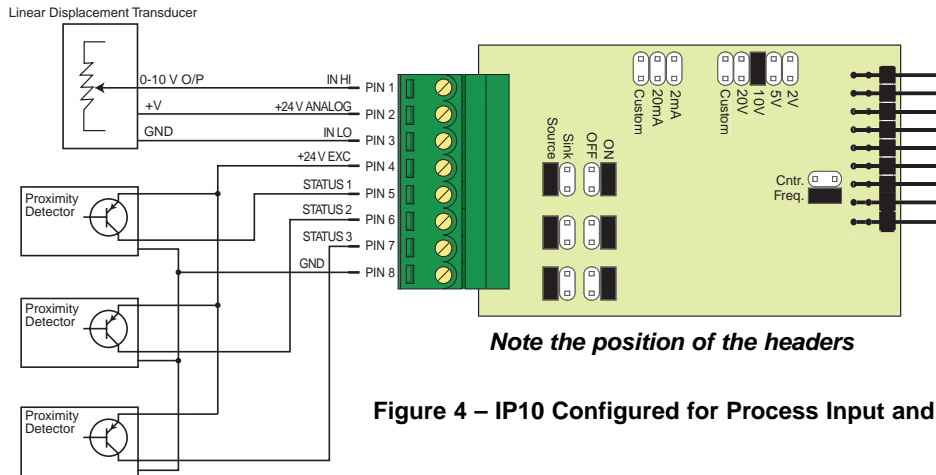 Linear Displacement Transducer
0-10 V O/P
IN HI
PIN 1
+V
+24 V ANALOG
PIN 2
GND
IN LO
PIN 3
+24 V EXC
PIN 4
STATUS 1
PIN 5
STATUS 2
PIN 6
STATUS 3
PIN 7
GND
PIN 8
Proximity
Detector
Proximity
Detector
Proximity
Detector
Custom
20mA
2mA
Custom
20V
10V
5V
2V
Source
Sink
OFF
ON
Cntr.
Freq.
Note the position of the headers
Figure 4 – IP10 Configured for Process Input and